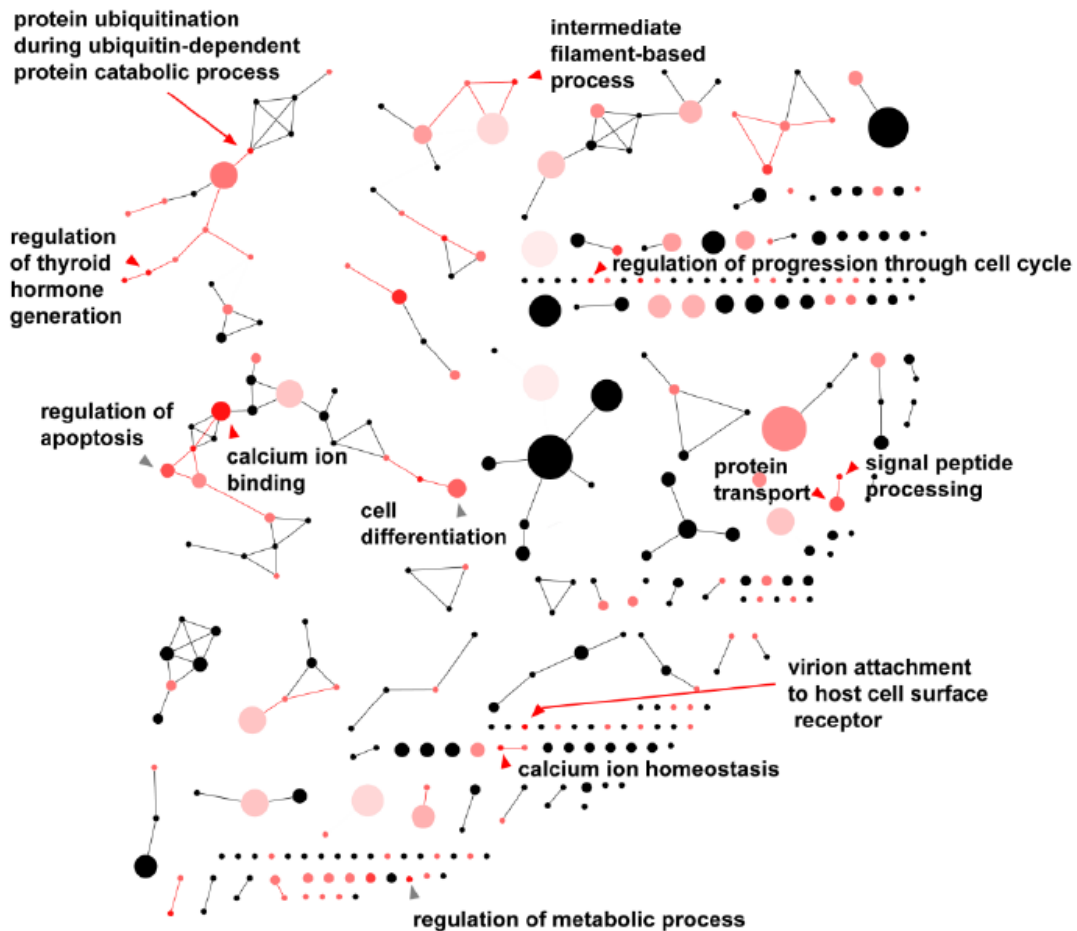 protein ubiquitination
during ubiquitin-dependent
protein catabolic process
intermediate
filament-based
process
regulation
of thyroid
hormone
generation
regulation of progression through cell cycle
regulation of
apoptosis
calcium ion
binding
cell
differentiation
protein
transport
signal peptide
processing
virion attachment
to host cell surface
receptor
calcium ion homeostasis
regulation of metabolic process